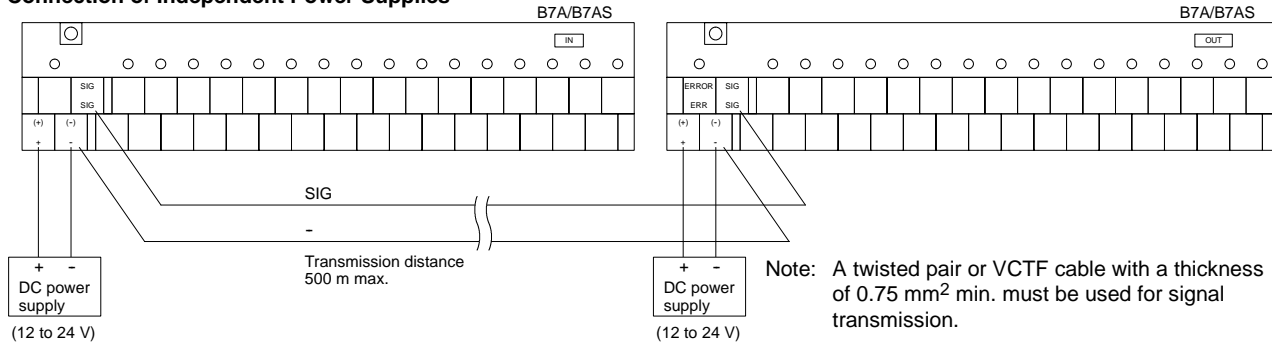 Connection of Independent Power Supplies
B7A/B7AS
IN
SIG
SIG
(+) (-)
+ -
B7A/B7AS
OUT
ERROR SIG
ERR SIG
(+) (-)
+ -
SIG
-
Transmission distance
500 m max.
+ -
DC power
supply
(12 to 24 V)
+ -
DC power
supply
(12 to 24 V)
Note: A twisted pair or VCTF cable with a thickness
of 0.75 mm2 min. must be used for signal
transmission.